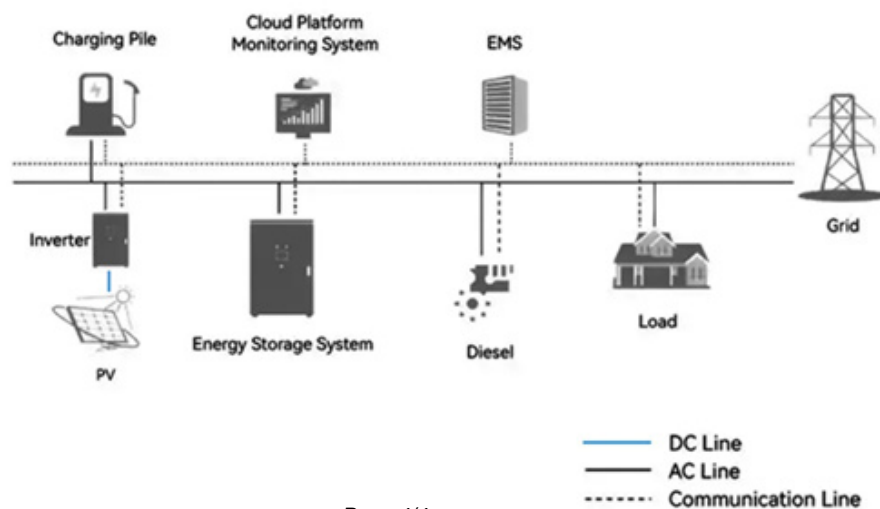 Charging Pile
Cloud Platform
Monitoring System
EMS
Grid
Inverter
Energy Storage System
Diesel
Load
PV
DC Line
AC Line
Communication Line